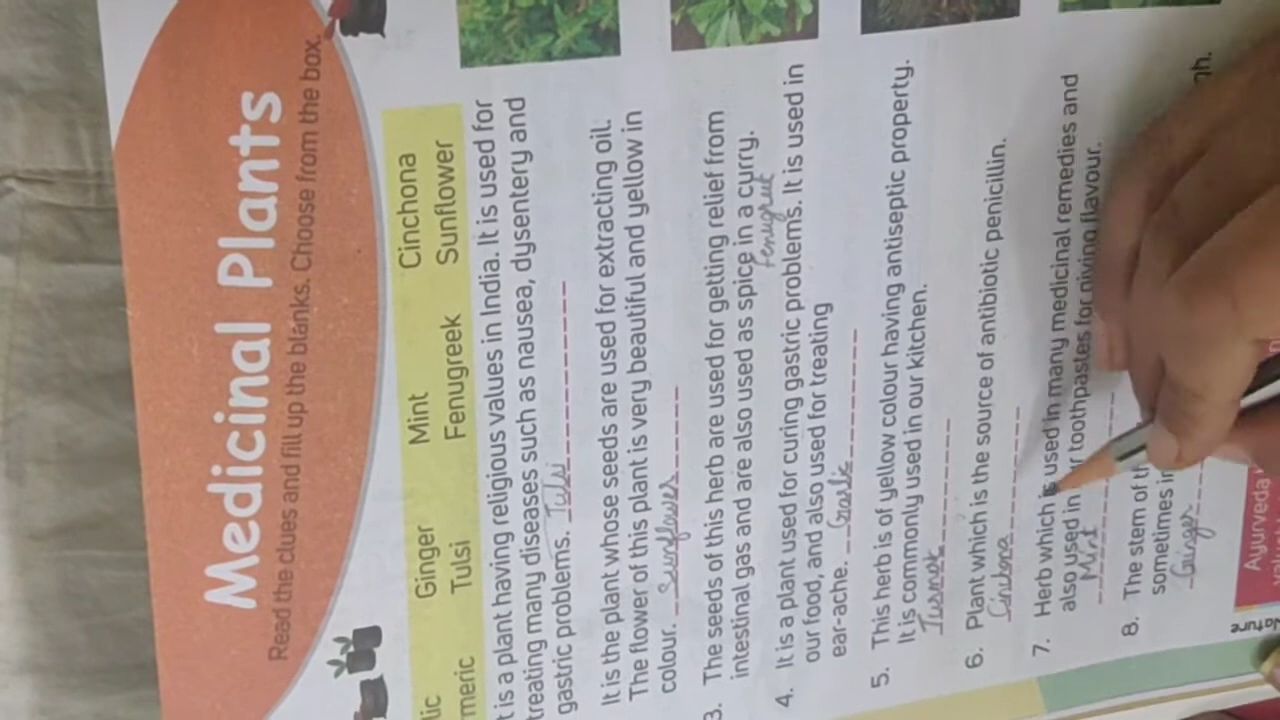 Medicinal Plants
Read the clues and fill up the blanks. Choose from the box.
lic Ginger Mint Cinchona
meric Tulsi Fenugreek Sunflower
t is a plant having religious values in India. It is used for
treating many diseases such as nausea, dysentery and
gastric problems. Tulsi
It is the plant whose seeds are used for extracting oil.
The flower of this plant is very beautiful and yellow in
colour. Sunflower
3. The seeds of this herb are used for getting relief from
intestinal gas and are also used as spice in a curry.
4. It is a plant used for curing gastric problems. It is used in
our food, and also used for treating
ear-ache.
5. This herb is of yellow colour having antiseptic property.
It is commonly used in our kitchen.
6. Plant which is the source of antibiotic penicillin.
7. Herb which is used in many medicinal remedies and
also used in toothpastes for giving flavour.
8. The stem of th
sometimes in gh.
Ginger
Ayurveda
Nature